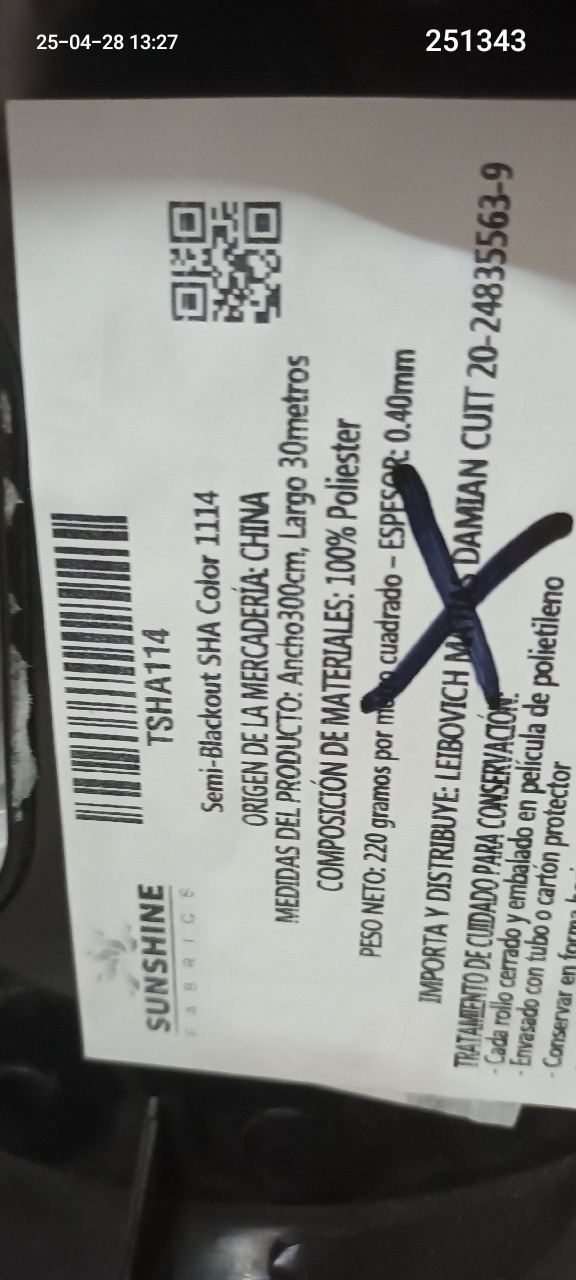 25-04-28 13:27
251343
SUNSHINE
FABRICS
TSHA114
Semi-Blackout SHA Color 1114
ORIGEN DE LA MERCADERÍA: CHINA
MEDIDAS DEL PRODUCTO: Ancho300cm, Largo 30metros
COMPOSICIÓN DE MATERIALES: 100% Poliester
PESO NETO: 220 gramos por metro cuadrado – ESPESOR: 0.40mm
IMPORTA Y DISTRIBUYE: LEIBOVICH MATIAS DAMIAN CUIT 20-24835563-9
TRATAMIENTO DE CUIDADO PARA CONSERVACIÓN:
- Cada rollo cerrado y embalado en película de polietileno
- Envasado con tubo o cartón protector
- Conservar en forma